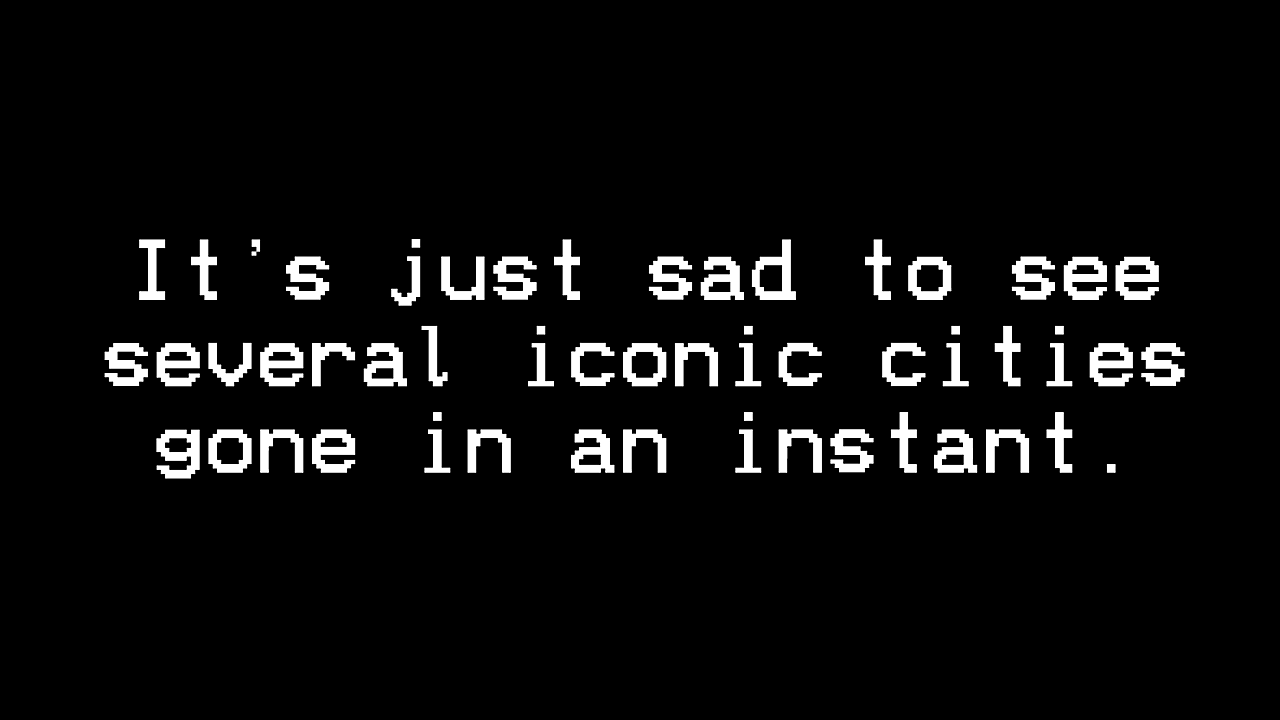 It's just sad to see
several iconic cities
gone in an instant.